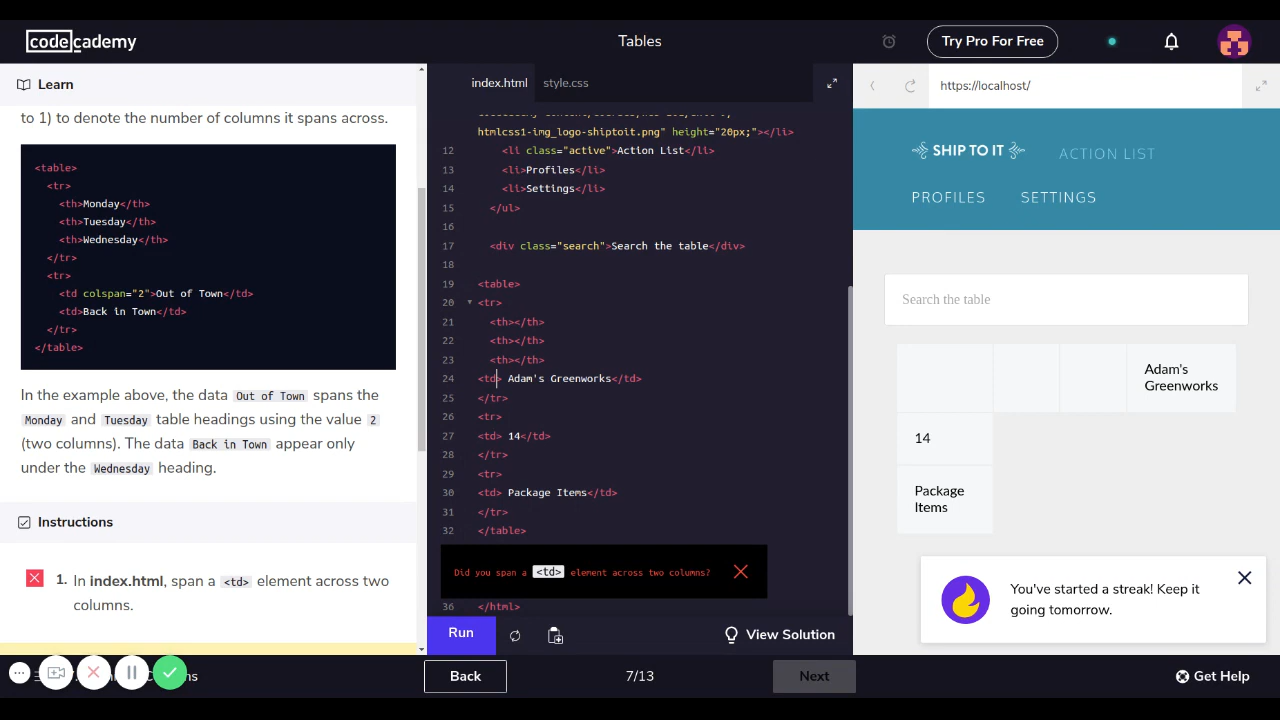 codecademy
Tables
Try Pro For Free
Learn
to 1) to denote the number of columns it spans across.
<table>
<tr>
<th>Monday</th>
<th>Tuesday</th>
<th>Wednesday</th>
</tr>
<tr>
<td colspan="2">Out of Town</td>
<td>Back in Town</td>
</tr>
</table>
In the example above, the data Out of Town spans the
Monday and Tuesday table headings using the value 2
(two columns). The data Back in Town appear only
under the Wednesday heading.
Instructions
1. In index.html, span a <td> element across two
columns.
index.html style.css
htmlcss1-img_logo-shiptoit.png" height="20px;"></li>
12 <li class="active">Action List</li>
13 <li>Profiles</li>
14 <li>Settings</li>
15 </ul>
16
17 <div class="search">Search the table</div>
18
19 <table>
20 <tr>
21 <th></th>
22 <th></th>
23 <th></th>
24 <td> Adam's Greenworks</td>
25 </tr>
26 <tr>
27 <td> 14</td>
28 </tr>
29 <tr>
30 <td> Package Items</td>
31 </tr>
32 </table>
Did you span a <td> element across two columns?
36 </html>
Run
View Solution
https://localhost/
SHIP TO IT
ACTION LIST
PROFILES SETTINGS
Search the table
Adam's
Greenworks
14
Package
Items
You've started a streak! Keep it
going tomorrow.
Back
7/13
Next
Get Help